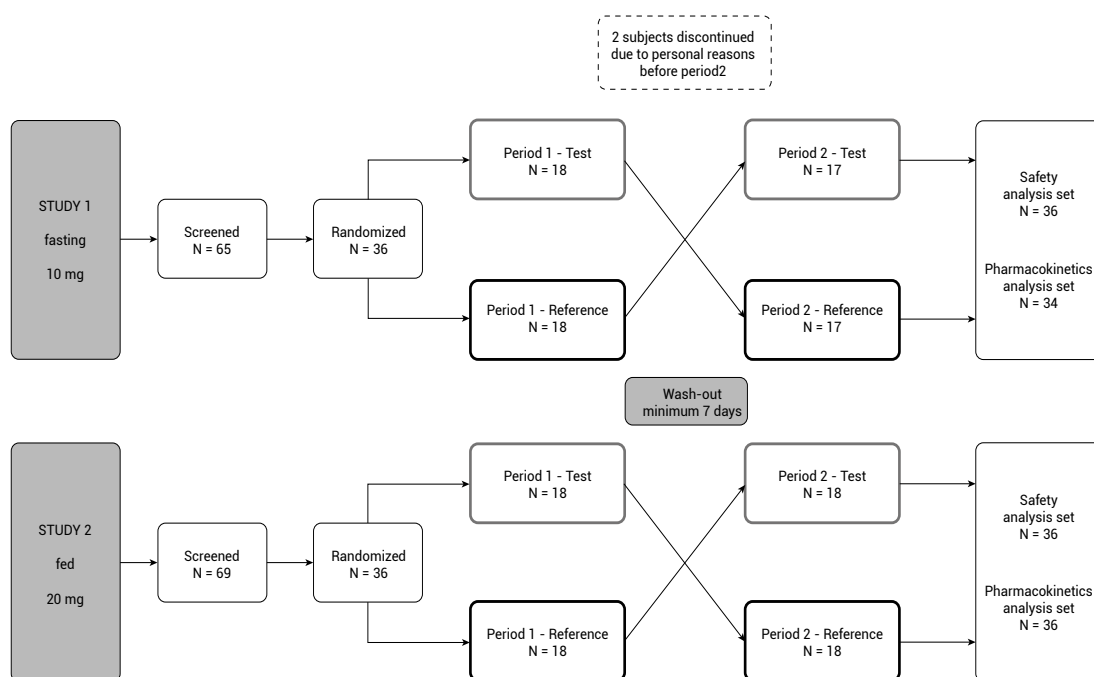 2 subjects discontinued
due to personal reasons
before period2
STUDY 1
fasting
10 mg
Screened
N = 65
Randomized
N = 36
Period 1 - Test
N = 18
Period 1 - Reference
N = 18
Period 2 - Test
N = 17
Period 2 - Reference
N = 17
Safety
analysis set
N = 36
Pharmacokinetics
analysis set
N = 34
Wash-out
minimum 7 days
STUDY 2
fed
20 mg
Screened
N = 69
Randomized
N = 36
Period 1 - Test
N = 18
Period 1 - Reference
N = 18
Period 2 - Test
N = 18
Period 2 - Reference
N = 18
Safety
analysis set
N = 36
Pharmacokinetics
analysis set
N = 36